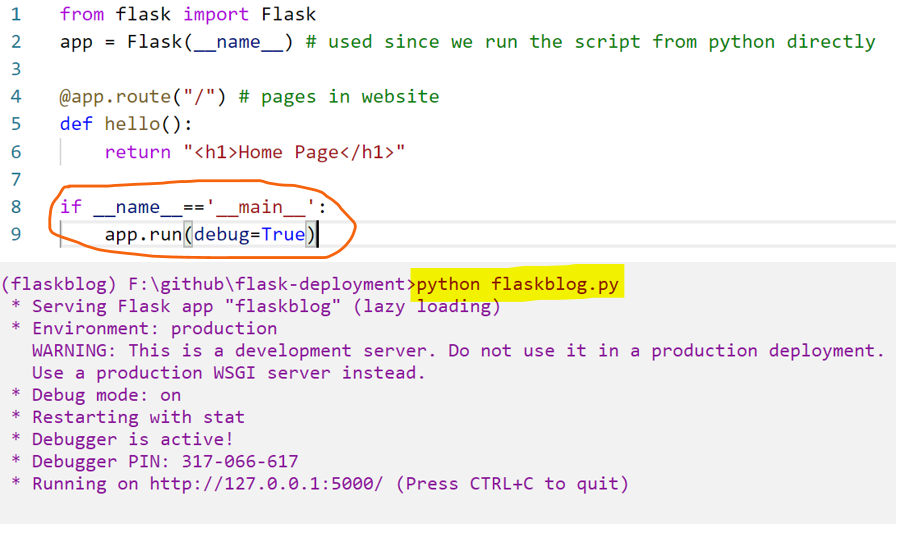 1 from flask import Flask
2 app = Flask(__name__) # used since we run the script from python directly
3
4 @app.route("/") # pages in website
5 def hello():
6 return "<h1>Home Page</h1>"
7
8 if __name__=='__main__':
9 app.run(debug=True)
(flaskblog) F:\github\flask-deployment>python flaskblog.py
* Serving Flask app "flaskblog" (lazy loading)
* Environment: production
WARNING: This is a development server. Do not use it in a production deployment.
Use a production WSGI server instead.
* Debug mode: on
* Restarting with stat
* Debugger is active!
* Debugger PIN: 317-066-617
* Running on http://127.0.0.1:5000/ (Press CTRL+C to quit)